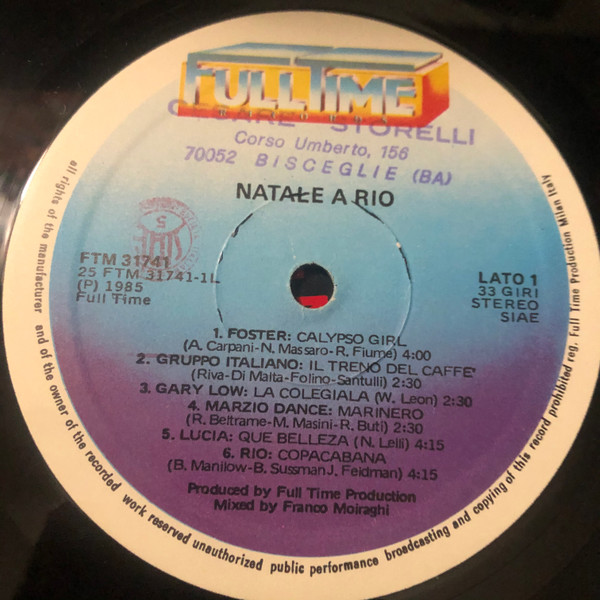 FULLTIME
RECORDS
CESARE STORELLI
Corso Umberto, 156
70052 BISCEGLIE (BA)
NATALE A RIO
FTM 31741
25 FTM 31741-1L
(P) 1985
Full Time
LATO 1
33 GIRI
STEREO
SIAE
1. FOSTER: CALYPSO GIRL
(A. Carpani-N. Massaro-R, Fiume) 4:00
2. GRUPPO ITALIANO: IL TRENO DEL CAFFE'
(Riva-Di Malta-Folino-Santulli) 2:30
3. GARY LOW: LA COLEGIALA (W. Leon) 2:30
4. MARZIO DANCE: MARINERO
(R. Beltrame-M. Masini-R. Buti) 2:30
5. LUCIA: QUE BELLEZA (N. Lelli) 4:15
6. RIO: COPACABANA
(B. Manilow-B. Sussman J. Feidman) 4:15
Produced by Full Time Production
Mixed by Franco Moiraghi
all rights of the manufacturer and of the owner of the recorded work reserved unauthorized public performance broadcasting and copying of this record prohibited reg. Full Time Production Milan Italy